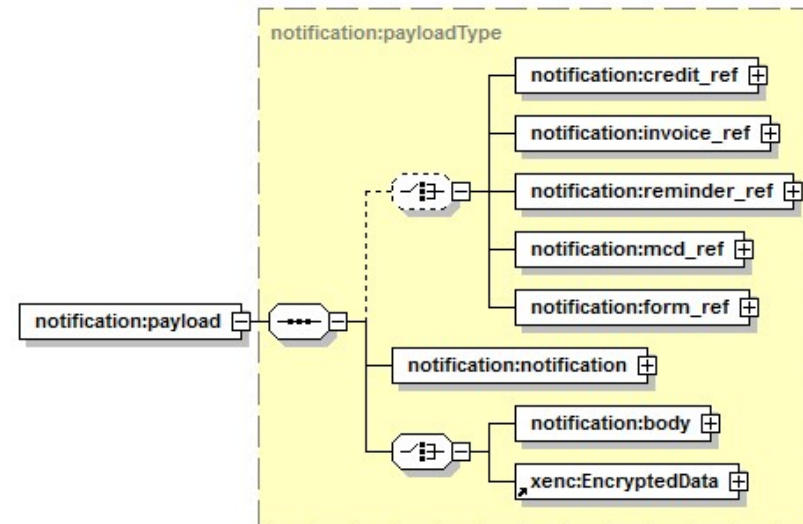 notification:payloadType
notification:credit_ref
notification:invoice_ref
notification:reminder_ref
notification:mcd_ref
notification:form_ref
notification:payload
notification:notification
notification:body
xenc:EncryptedData